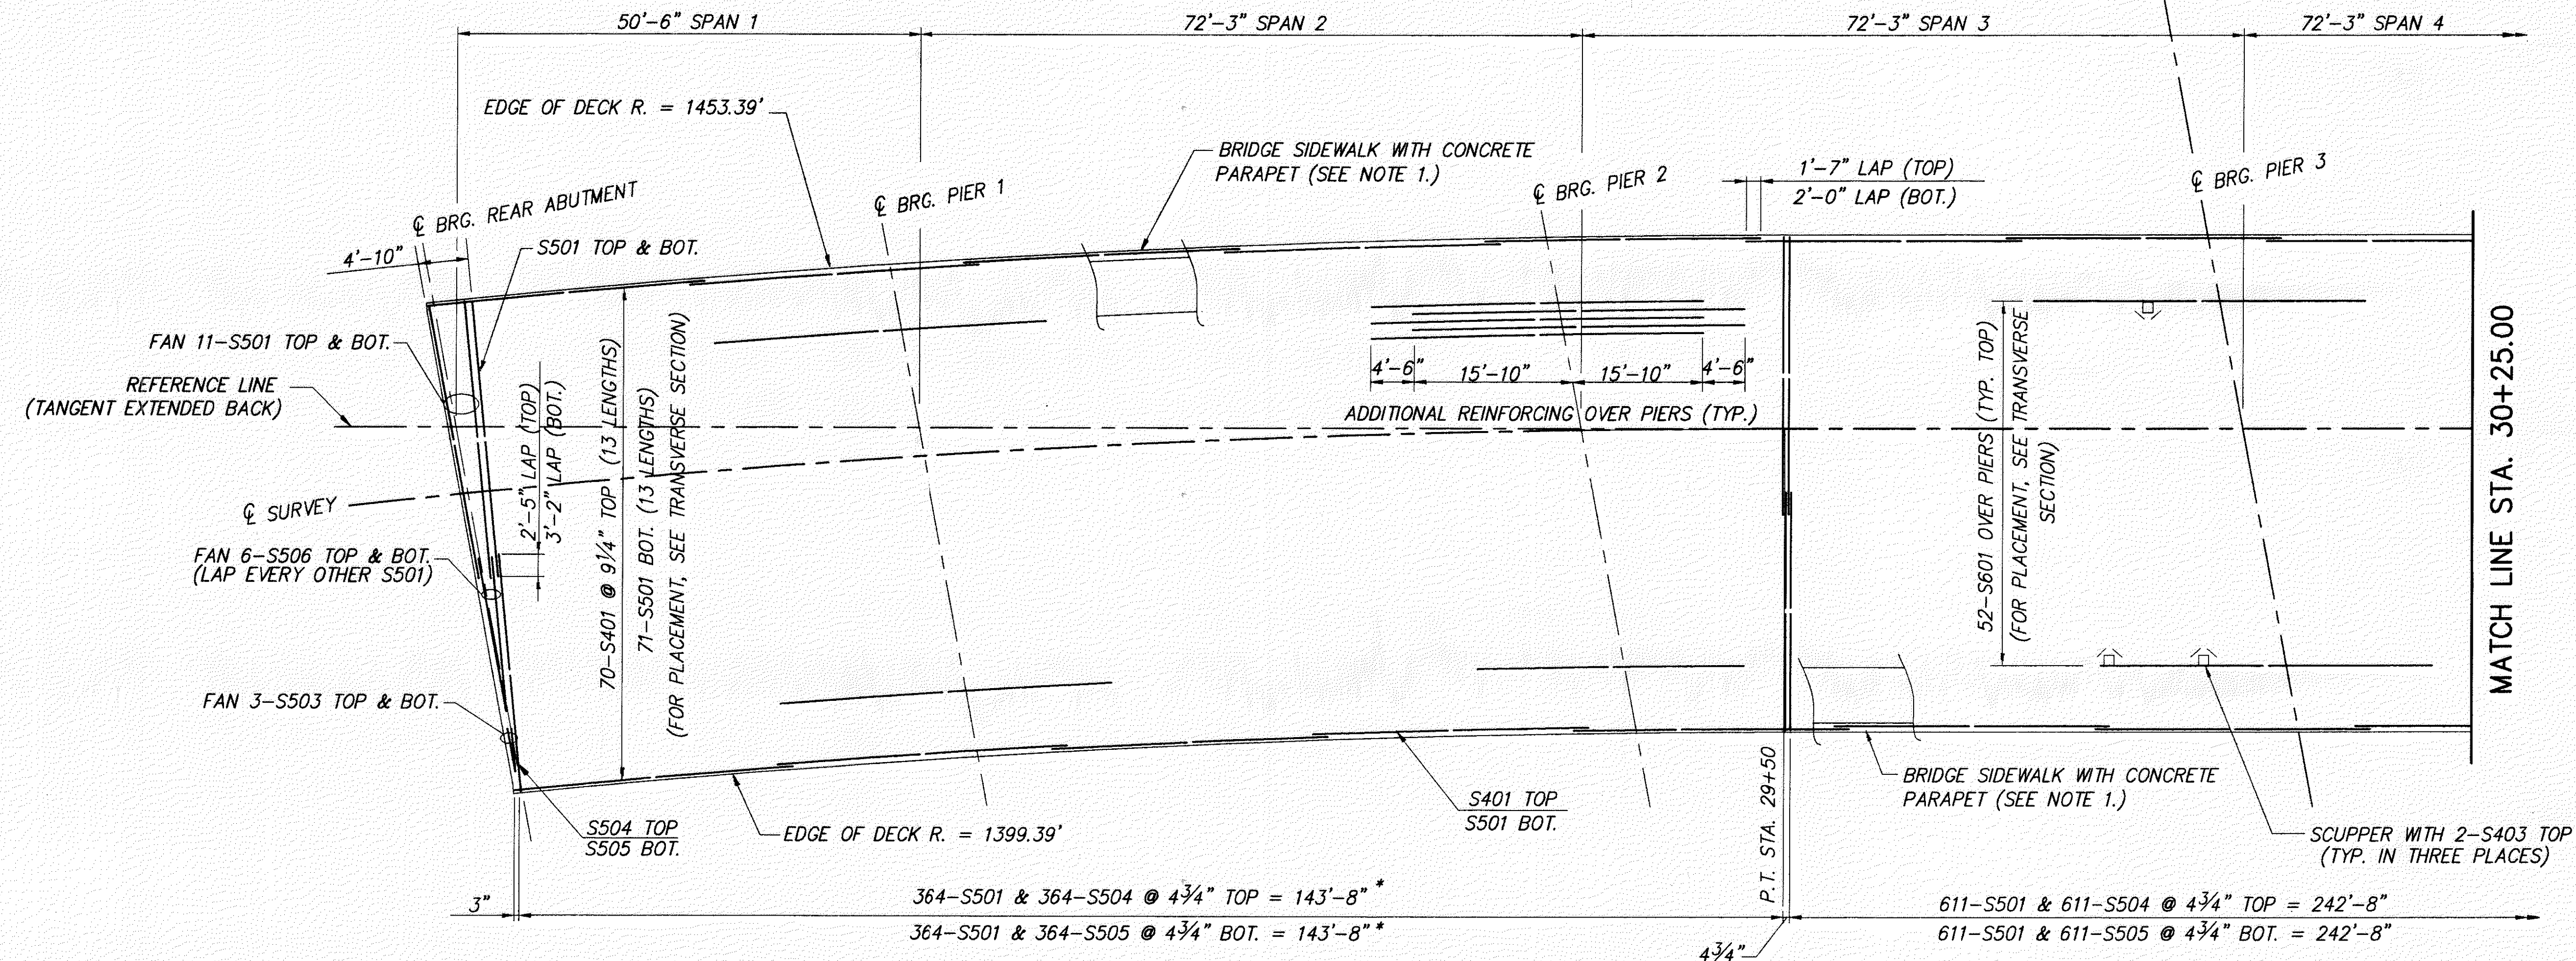 50'-6" SPAN 1
72'-3" SPAN 2
72'-3" SPAN 3
72'-3" SPAN 4
EDGE OF DECK R. = 1453.39'
BRIDGE SIDEWALK WITH CONCRETE
PARAPET (SEE NOTE 1.)
1'-7" LAP (TOP)
2'-0" LAP (BOT.)
℄ BRG. REAR ABUTMENT
℄ BRG. PIER 1
℄ BRG. PIER 2
℄ BRG. PIER 3
4'-10"
S501 TOP & BOT.
FAN 11-S501 TOP & BOT.
REFERENCE LINE
(TANGENT EXTENDED BACK)
℄ SURVEY
FAN 6-S506 TOP & BOT.
(LAP EVERY OTHER S501)
FAN 3-S503 TOP & BOT.
2'-5" LAP (TOP)
3'-2" LAP (BOT.)
70-S401 @ 9¼" TOP (13 LENGTHS)
71-S501 BOT. (13 LENGTHS)
(FOR PLACEMENT, SEE TRANSVERSE SECTION)
4'-6"
15'-10"
15'-10"
4'-6"
ADDITIONAL REINFORCING OVER PIERS (TYP.)
52-S601 OVER PIERS (TYP. TOP)
(FOR PLACEMENT, SEE TRANSVERSE
SECTION)
MATCH LINE STA. 30+25.00
S504 TOP
S505 BOT.
EDGE OF DECK R. = 1399.39'
S401 TOP
S501 BOT.
P.T. STA. 29+50
BRIDGE SIDEWALK WITH CONCRETE
PARAPET (SEE NOTE 1.)
SCUPPER WITH 2-S403 TOP
(TYP. IN THREE PLACES)
3"
364-S501 & 364-S504 @ 4¾" TOP = 143'-8" *
364-S501 & 364-S505 @ 4¾" BOT. = 143'-8" *
4¾"
611-S501 & 611-S504 @ 4¾" TOP = 242'-8"
611-S501 & 611-S505 @ 4¾" BOT. = 242'-8"